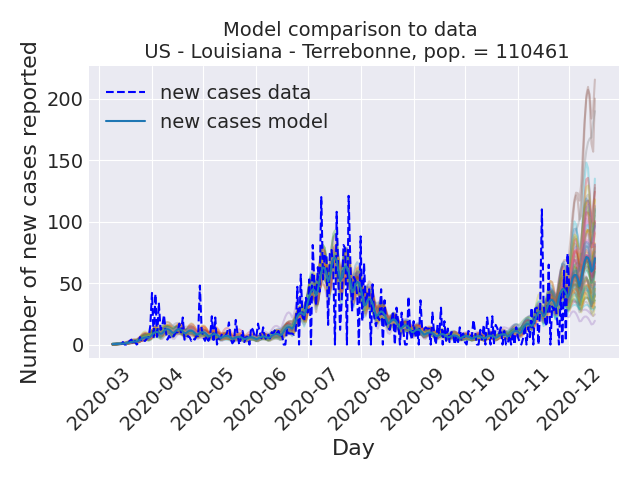 Model comparison to data
US - Louisiana - Terrebonne, pop. = 110461
Number of new cases reported
200
150
100
50
0
new cases data
new cases model
2020-03
2020-04
2020-05
2020-06
2020-07
2020-08
2020-09
2020-10
2020-11
2020-12
Day